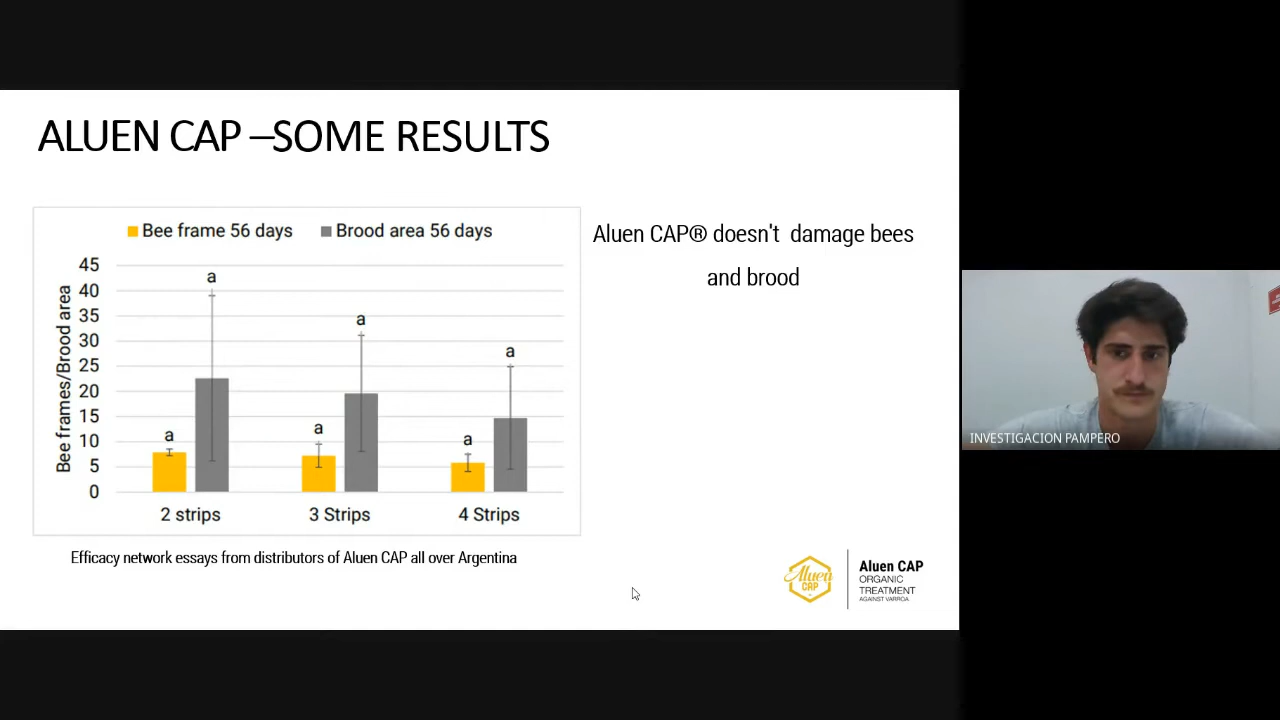 ALUEN CAP –SOME RESULTS
Bee frame 56 days
Brood area 56 days
Bee frames/Brood area
45
40
35
30
25
20
15
10
5
0
a
a
a
a
a
a
2 strips
3 Strips
4 Strips
Efficacy network essays from distributors of Aluen CAP all over Argentina
Aluen CAP® doesn't damage bees
and brood
Aluen
CAP
Aluen CAP
ORGANIC
TREATMENT
AGAINST VARROA
INVESTIGACION PAMPERO